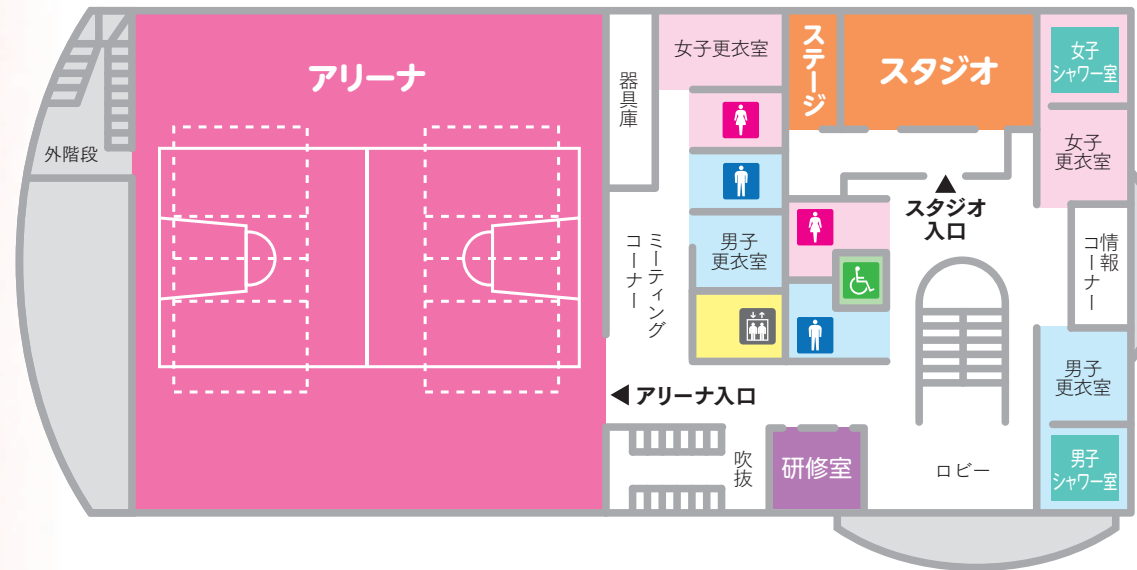 アリーナ
外階段
器具庫
女子更衣室
ステージ
スタジオ
女子
シャワー室
女子
更衣室
スタジオ
入口
情報
コーナー
ミーティング
コーナー
男子
更衣室
アリーナ入口
吹抜
研修室
ロビー
男子
更衣室
男子
シャワー室